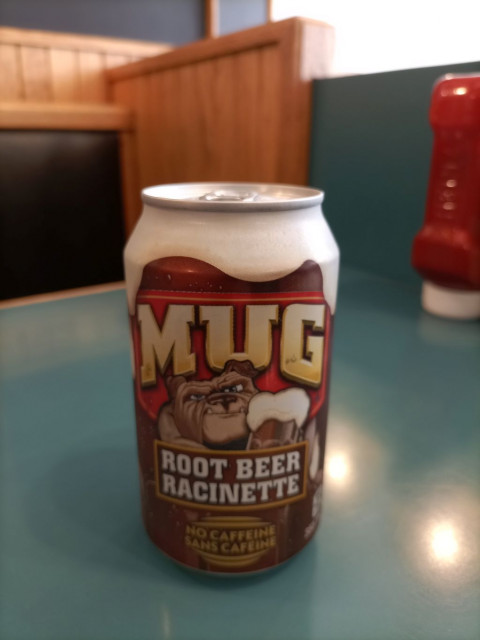 MUG
ROOT BEER
RACINETTE
NO CAFFEINE
SANS CAFÉINE